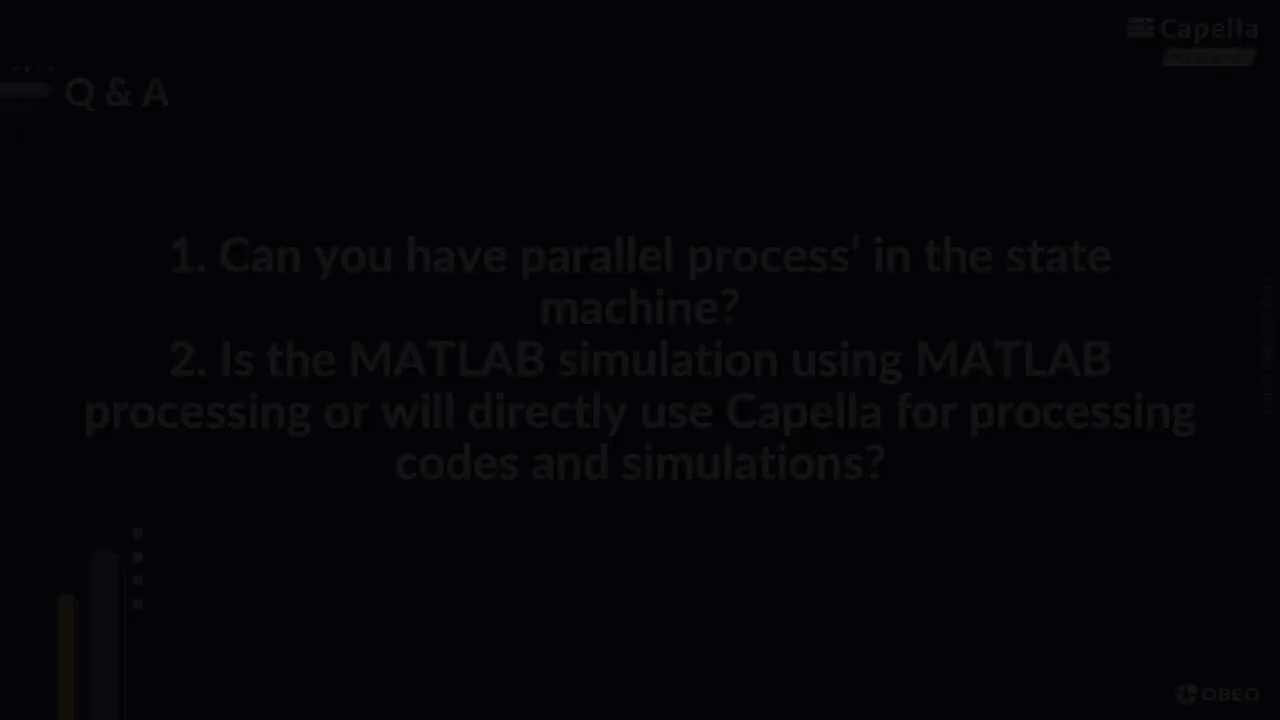 Capella
Q & A
1. Can you have parallel process' in the state
machine?
2. Is the MATLAB simulation using MATLAB
processing or will directly use Capella for processing
codes and simulations?
OBEO